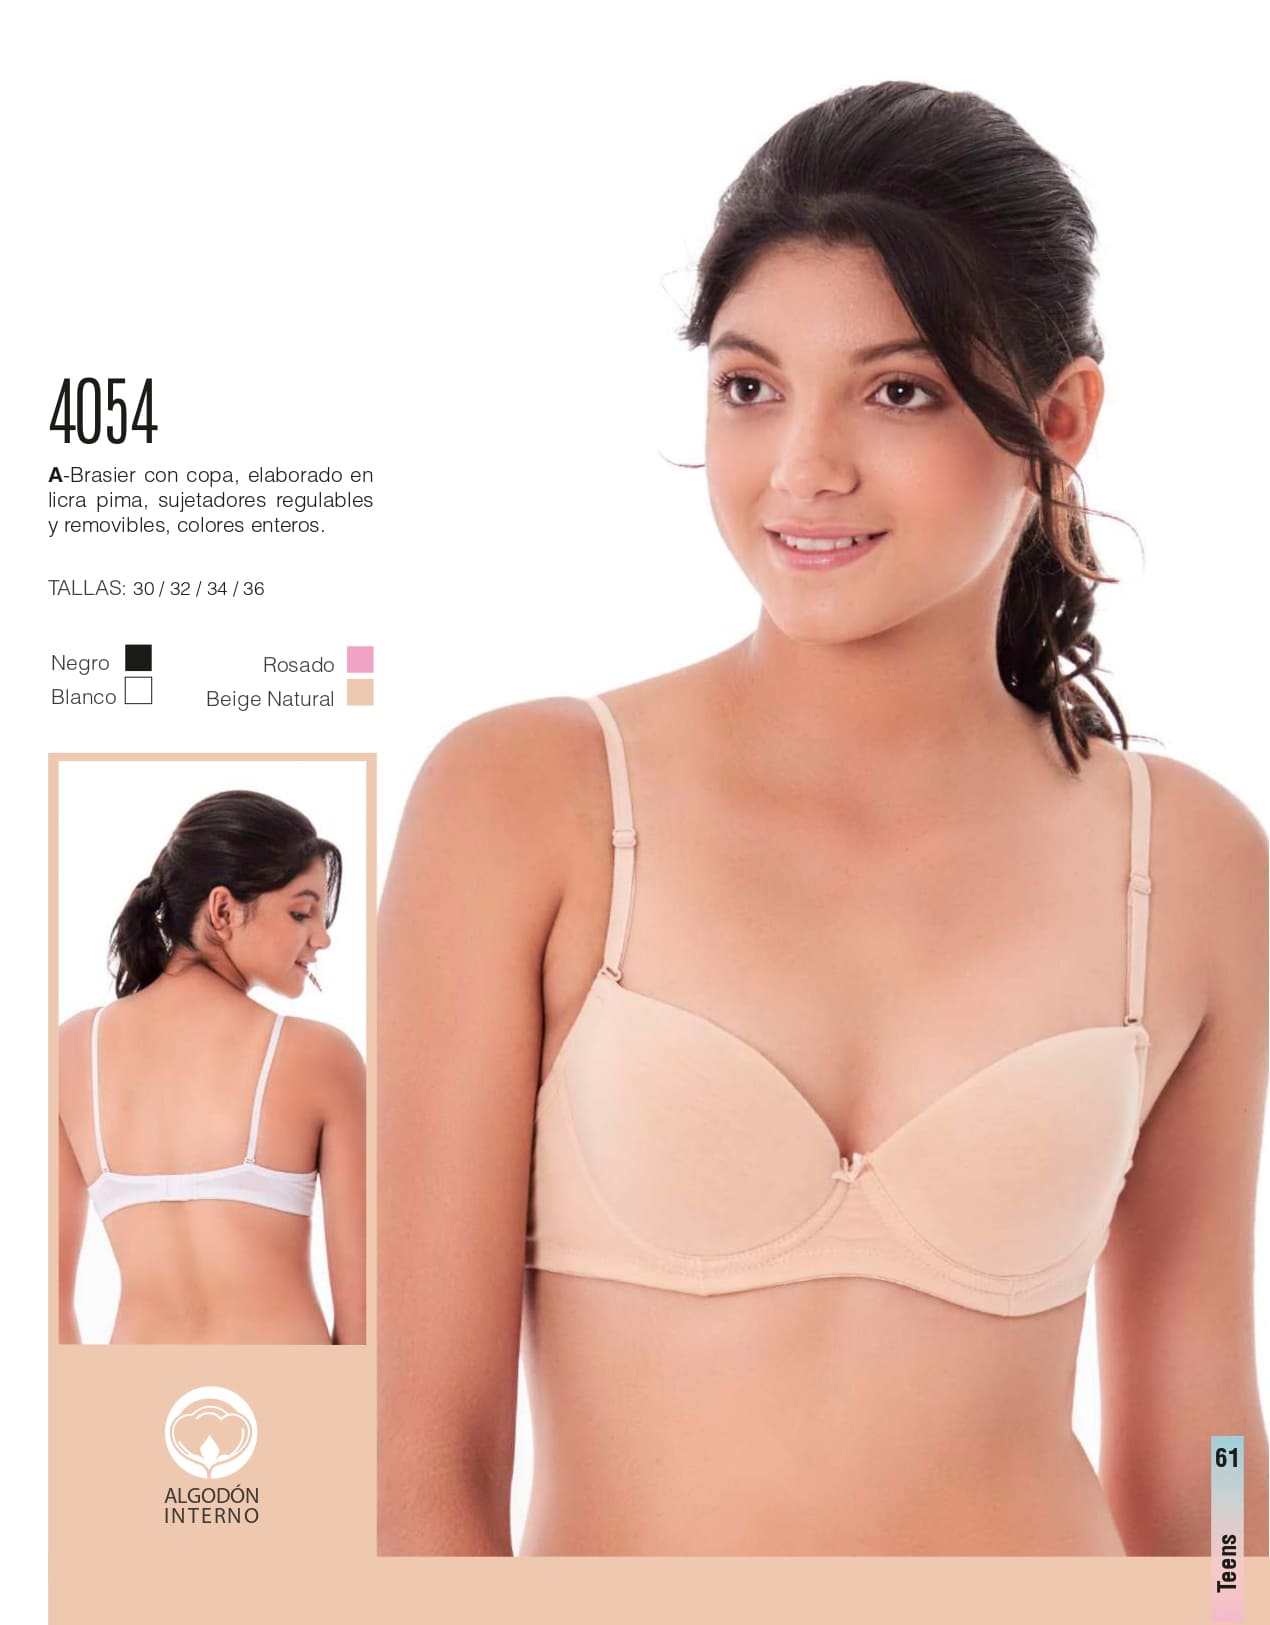 4054
A-Brasier con copa, elaborado en
licra pima, sujetadores regulables
y removibles, colores enteros.
TALLAS: 30 / 32 / 34 / 36
Negro
Rosado
Blanco
Beige Natural
ALGODÓN
INTERNO
61
Teens